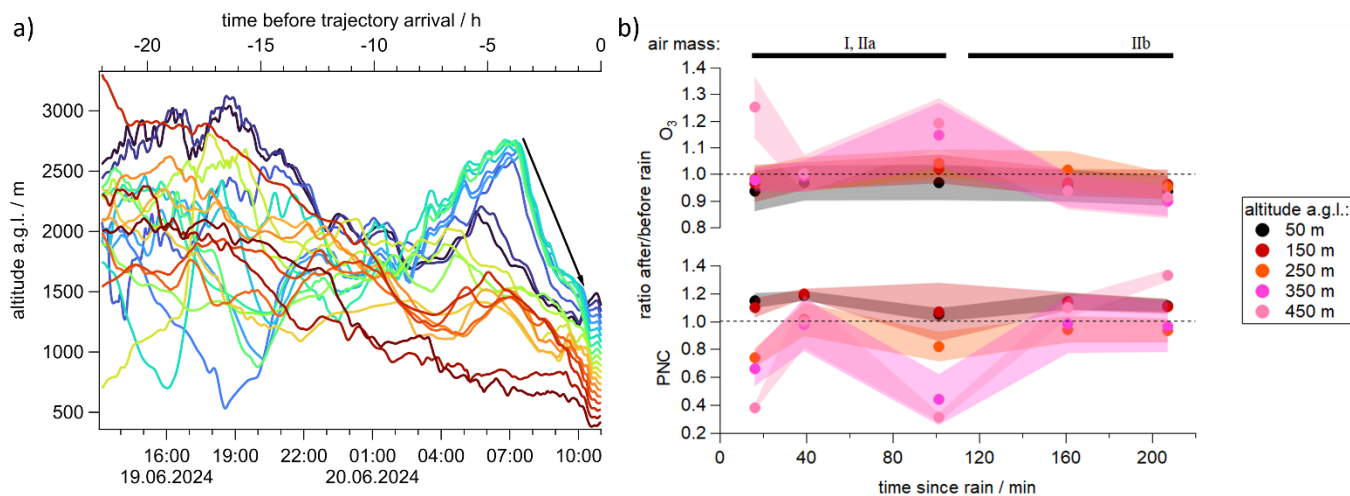 a)
time before trajectory arrival / h
-20 -15 -10 -5 0
altitude a.g.l. / m
3000
2500
2000
1500
1000
500
16:00 19:00 22:00 01:00 04:00 07:00 10:00
19.06.2024 20.06.2024
b)
air mass: I, IIa IIb
O3
1.4
1.3
1.2
1.1
1.0
0.9
0.8
ratio after/before rain
PNC
1.4
1.2
1.0
0.8
0.6
0.4
0.2
0 40 80 120 160 200
time since rain / min
altitude a.g.l.:
50 m
150 m
250 m
350 m
450 m